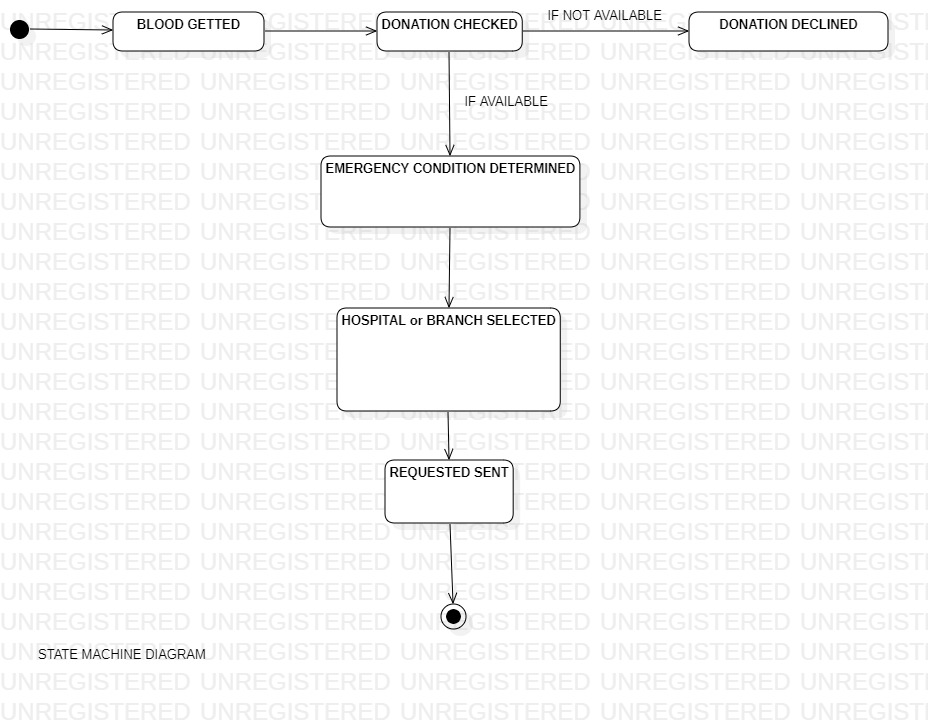 IF NOT AVAILABLE
BLOOD GETTED
DONATION CHECKED
DONATION DECLINED
IF AVAILABLE
EMERGENCY CONDITION DETERMINED
HOSPITAL or BRANCH SELECTED
REQUESTED SENT
STATE MACHINE DIAGRAM
UNREGISTERED